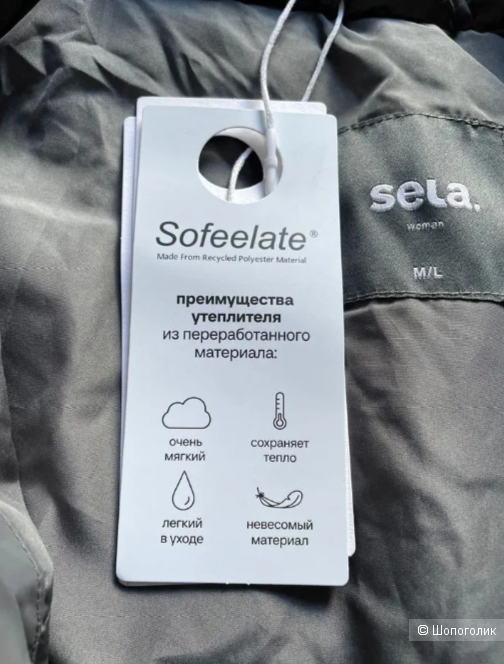 Sofeelate®
Made From Recycled Polyester Material
преимущества
утеплителя
из переработанного
материала:
очень
мягкий
сохраняет
тепло
легкий
в уходе
невесомый
материал
sela.
woman
M/L
© Шопоголик